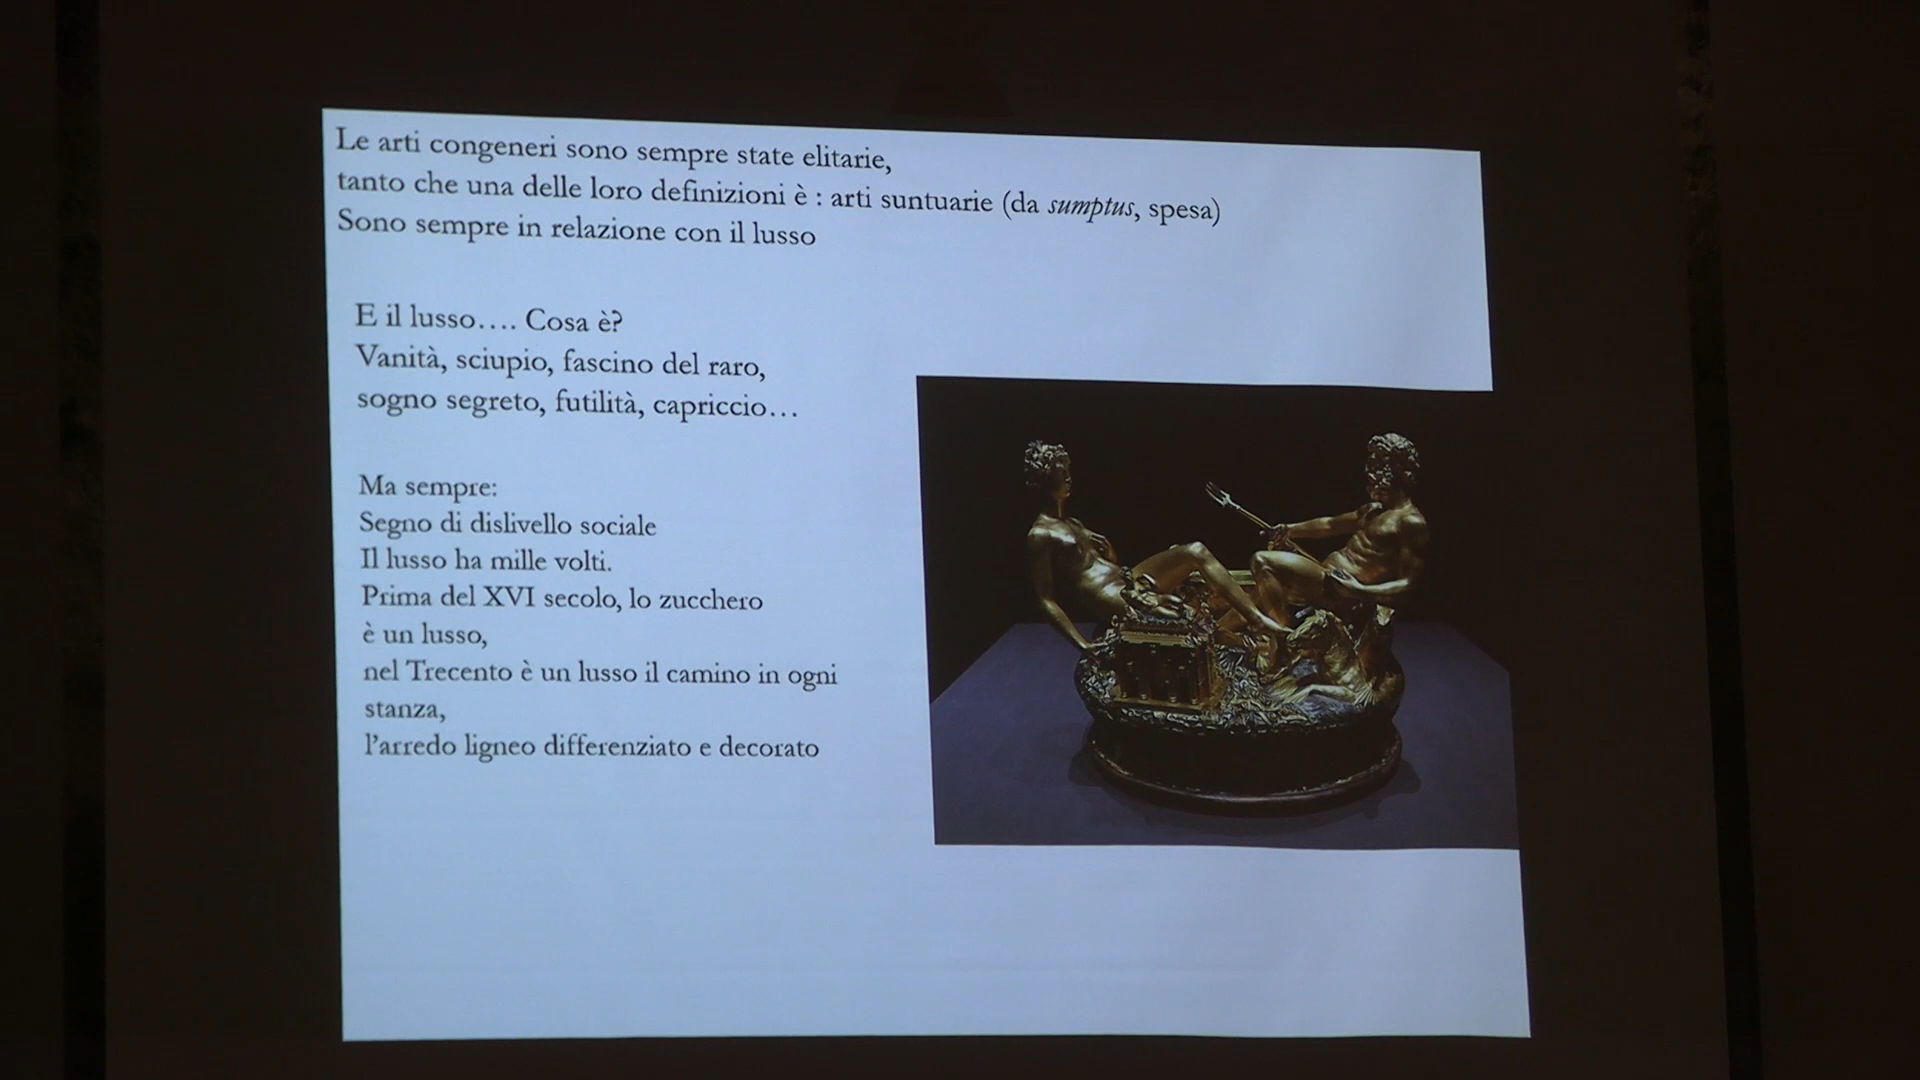 Le arti congeneri sono sempre state elitarie,
tanto che una delle loro definizioni è : arti suntuarie (da sumptus, spesa)
Sono sempre in relazione con il lusso
E il lusso…. Cosa è?
Vanità, sciupio, fascino del raro,
sogno segreto, futilità, capriccio…
Ma sempre:
Segno di dislivello sociale
Il lusso ha mille volti.
Prima del XVI secolo, lo zucchero
è un lusso,
nel Trecento è un lusso il camino in ogni
stanza,
l'arredo ligneo differenziato e decorato